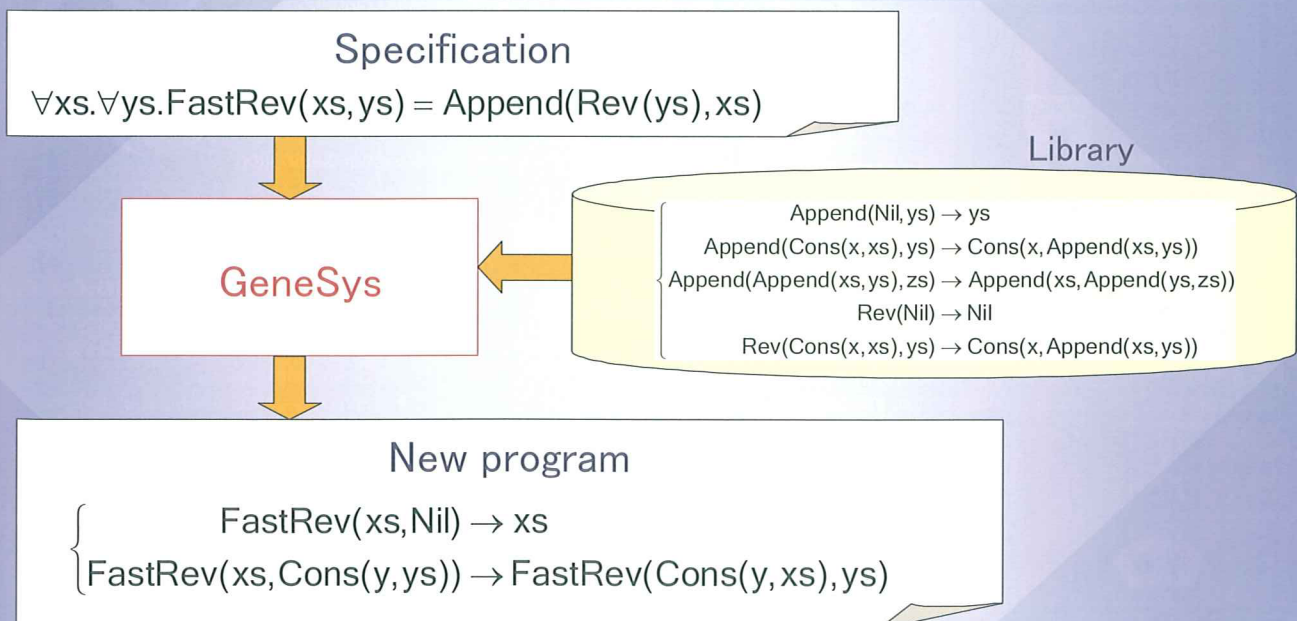 Specification
∀xs.∀ys.FastRev(xs,ys) = Append(Rev(ys),xs)
Library
GeneSys
Append(Nil,ys) → ys
Append(Cons(x,xs),ys) → Cons(x,Append(xs,ys))
Append(Append(xs,ys),zs) → Append(xs,Append(ys,zs))
Rev(Nil) → Nil
Rev(Cons(x,xs),ys) → Cons(x,Append(xs,ys))
New program
FastRev(xs,Nil) → xs
FastRev(xs,Cons(y,ys)) → FastRev(Cons(y,xs),ys)